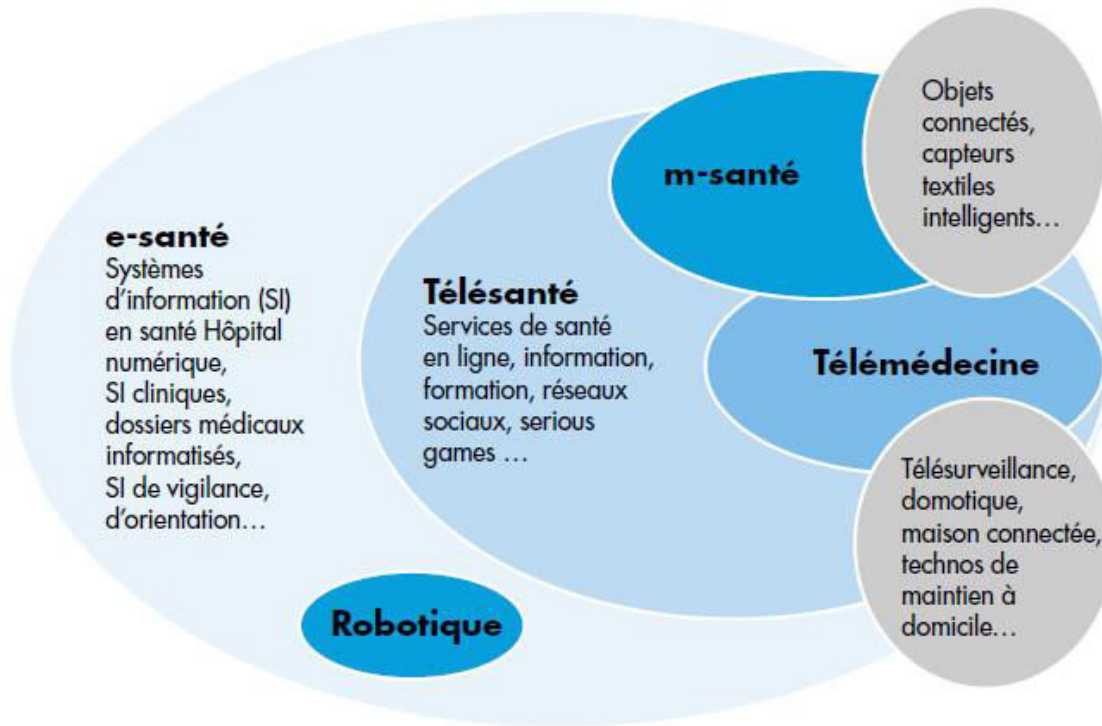 e-santé
Systèmes
d'information (SI)
en santé Hôpital
numérique,
SI cliniques,
dossiers médicaux
informatisés,
SI de vigilance,
d'orientation…
Télésanté
Services de santé
en ligne, information,
formation, réseaux
sociaux, serious
games …
m-santé
Objets
connectés,
capteurs
textiles
intelligents…
Télémédecine
Télésurveillance,
domotique,
maison connectée,
technos de
maintien à
domicile…
Robotique